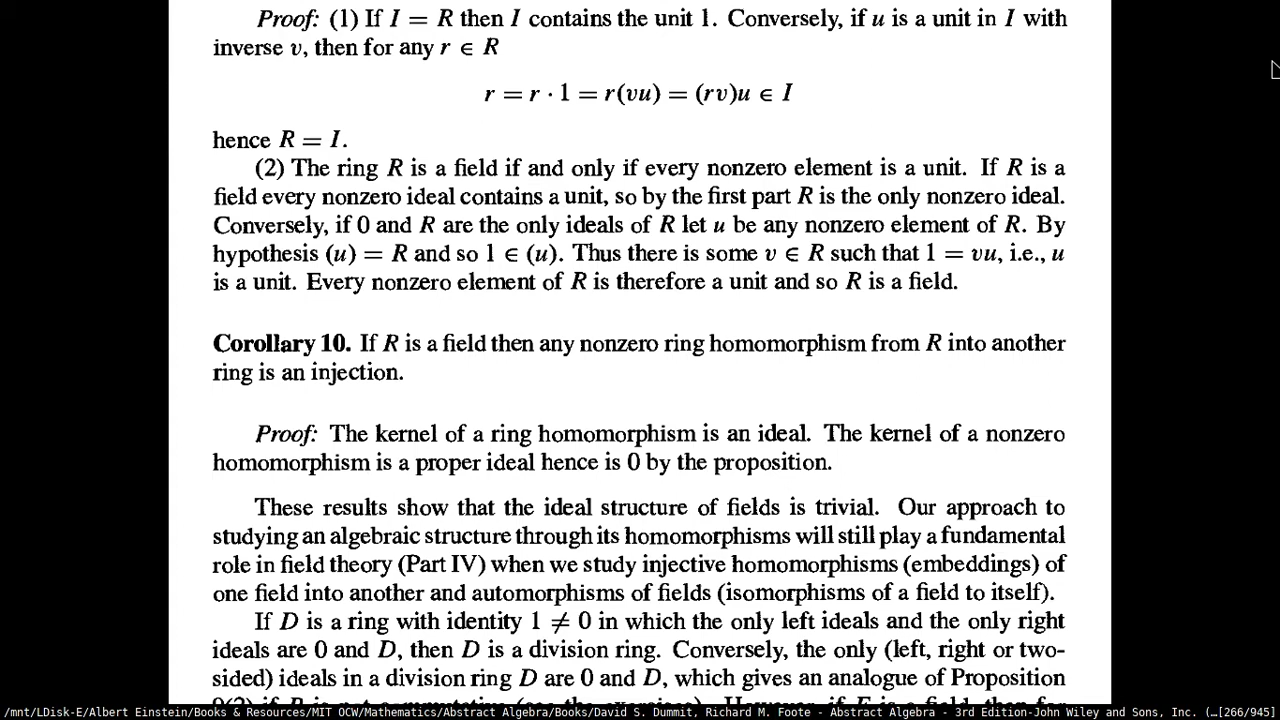 Proof: (1) If I = R then I contains the unit 1. Conversely, if u is a unit in I with
inverse v, then for any r ∈ R
r = r · 1 = r(vu) = (rv)u ∈ I
hence R = I.
(2) The ring R is a field if and only if every nonzero element is a unit. If R is a
field every nonzero ideal contains a unit, so by the first part R is the only nonzero ideal.
Conversely, if 0 and R are the only ideals of R let u be any nonzero element of R. By
hypothesis (u) = R and so 1 ∈ (u). Thus there is some v ∈ R such that 1 = vu, i.e., u
is a unit. Every nonzero element of R is therefore a unit and so R is a field.
Corollary 10. If R is a field then any nonzero ring homomorphism from R into another
ring is an injection.
Proof: The kernel of a ring homomorphism is an ideal. The kernel of a nonzero
homomorphism is a proper ideal hence is 0 by the proposition.
These results show that the ideal structure of fields is trivial. Our approach to
studying an algebraic structure through its homomorphisms will still play a fundamental
role in field theory (Part IV) when we study injective homomorphisms (embeddings) of
one field into another and automorphisms of fields (isomorphisms of a field to itself).
If D is a ring with identity 1 ≠ 0 in which the only left ideals and the only right
ideals are 0 and D, then D is a division ring. Conversely, the only (left, right or two-
sided) ideals in a division ring D are 0 and D, which gives an analogue of Proposition
/mnt/LDisk-E/Albert Einstein/Books & Resources/MIT OCW/Mathematics/Abstract Algebra/Books/David S. Dummit, Richard M. Foote - Abstract Algebra - 3rd Edition-John Wiley and Sons, Inc. (…[266/945]